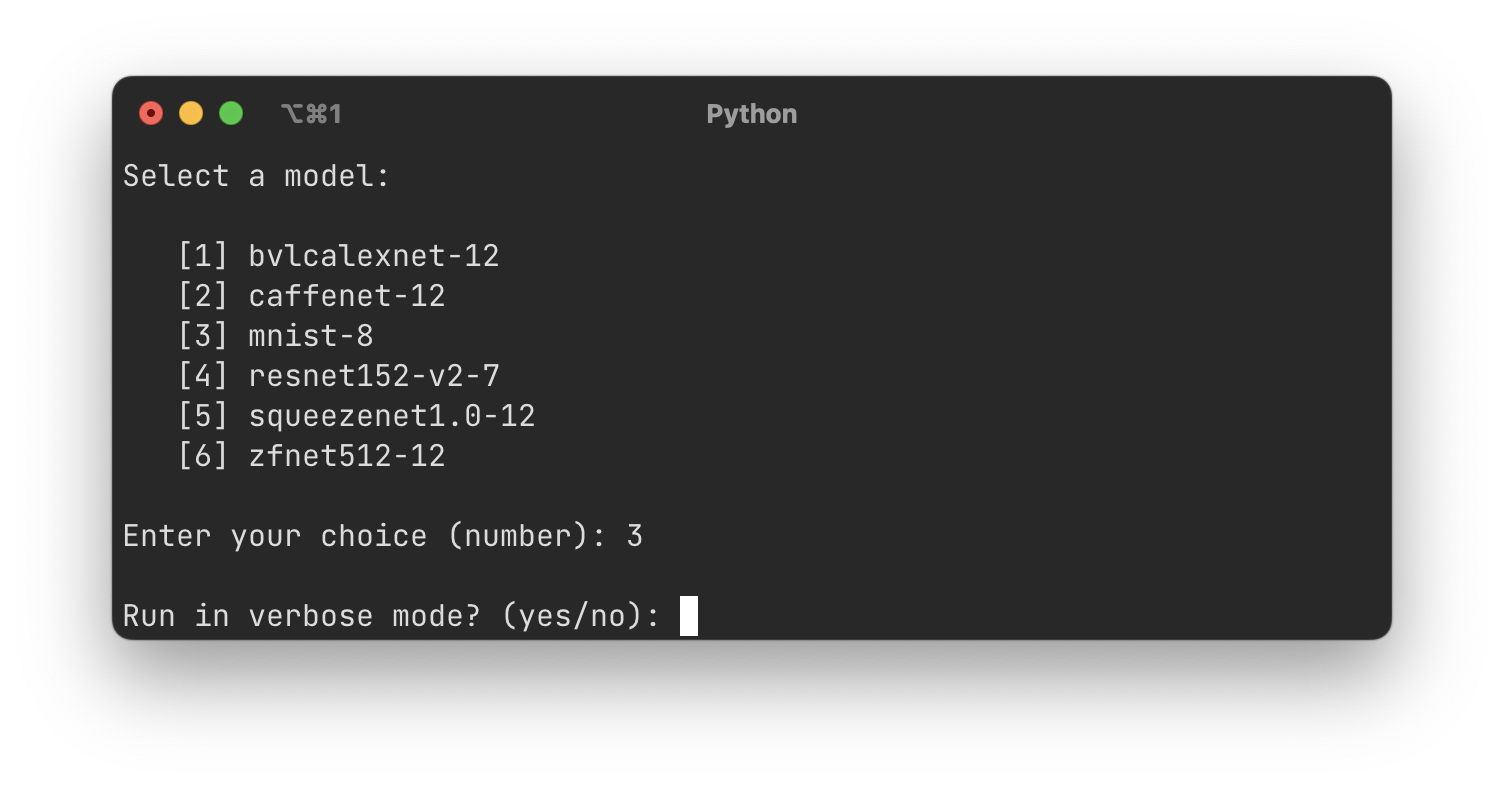 ⌥⌘1 Python
Select a model:
[1] bvlcalexnet-12
[2] caffenet-12
[3] mnist-8
[4] resnet152-v2-7
[5] squeezenet1.0-12
[6] zfnet512-12
Enter your choice (number): 3
Run in verbose mode? (yes/no):